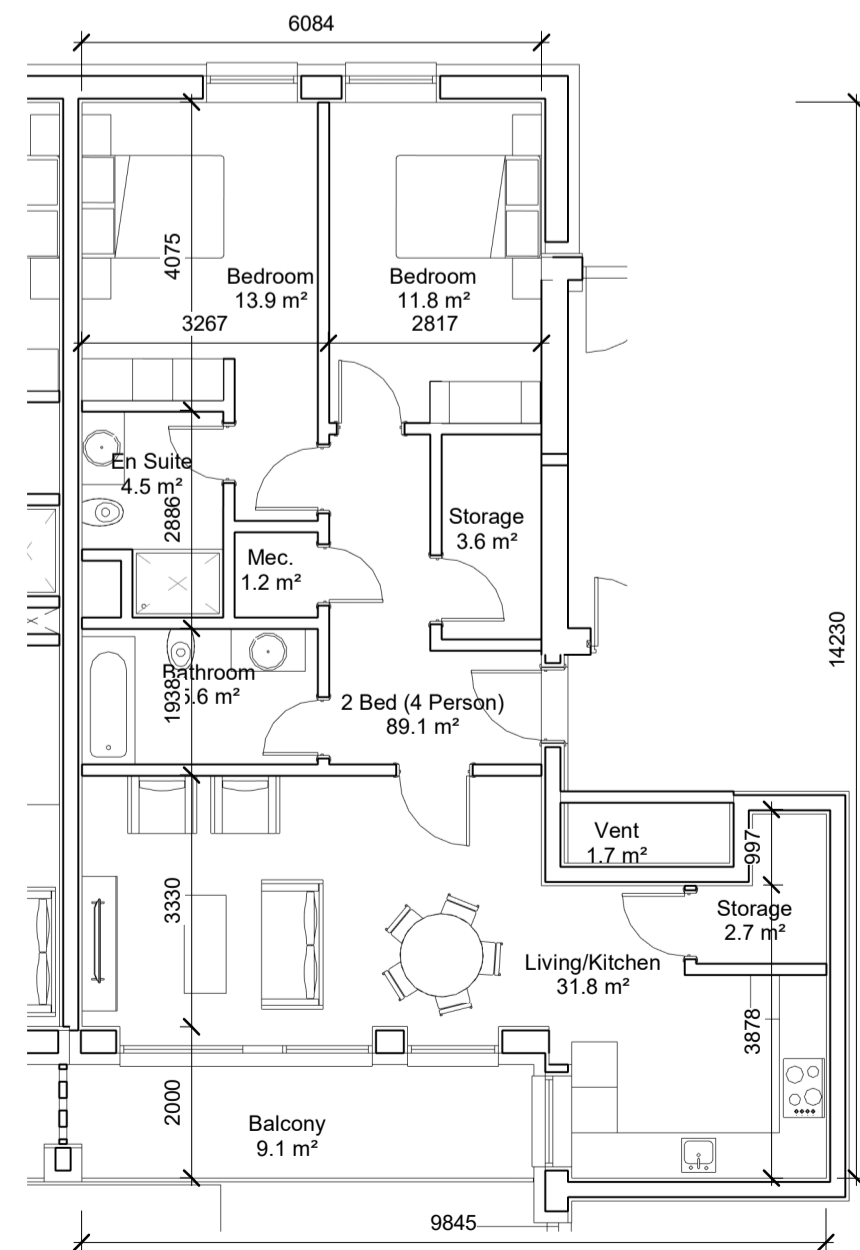 6084
4075
Bedroom
13.9 m²
Bedroom
11.8 m²
3267
2817
En Suite
4.5 m²
2886
Storage
3.6 m²
Mec.
1.2 m²
Bathroom
5.6 m²
1938
2 Bed (4 Person)
89.1 m²
14230
Vent
1.7 m²
997
3330
Storage
2.7 m²
Living/Kitchen
31.8 m²
3878
2000
Balcony
9.1 m²
9845